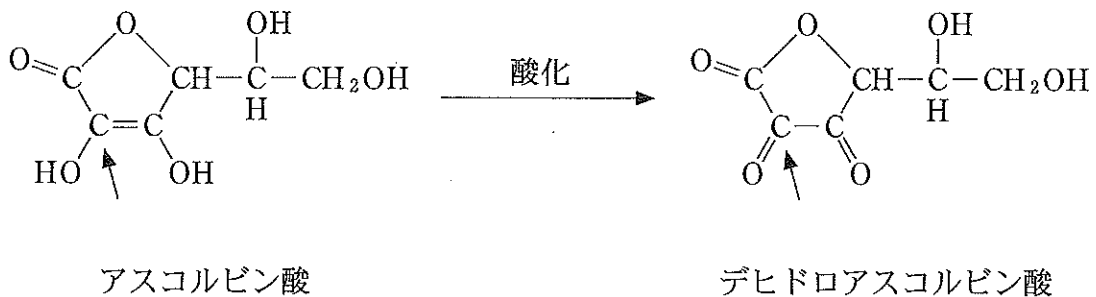 O OH O OH
O=C CH-C-CH₂OH 酸化 O=C CH-C-CH₂OH
H H
C=C C-C
HO OH O O
アスコルビン酸 デヒドロアスコルビン酸